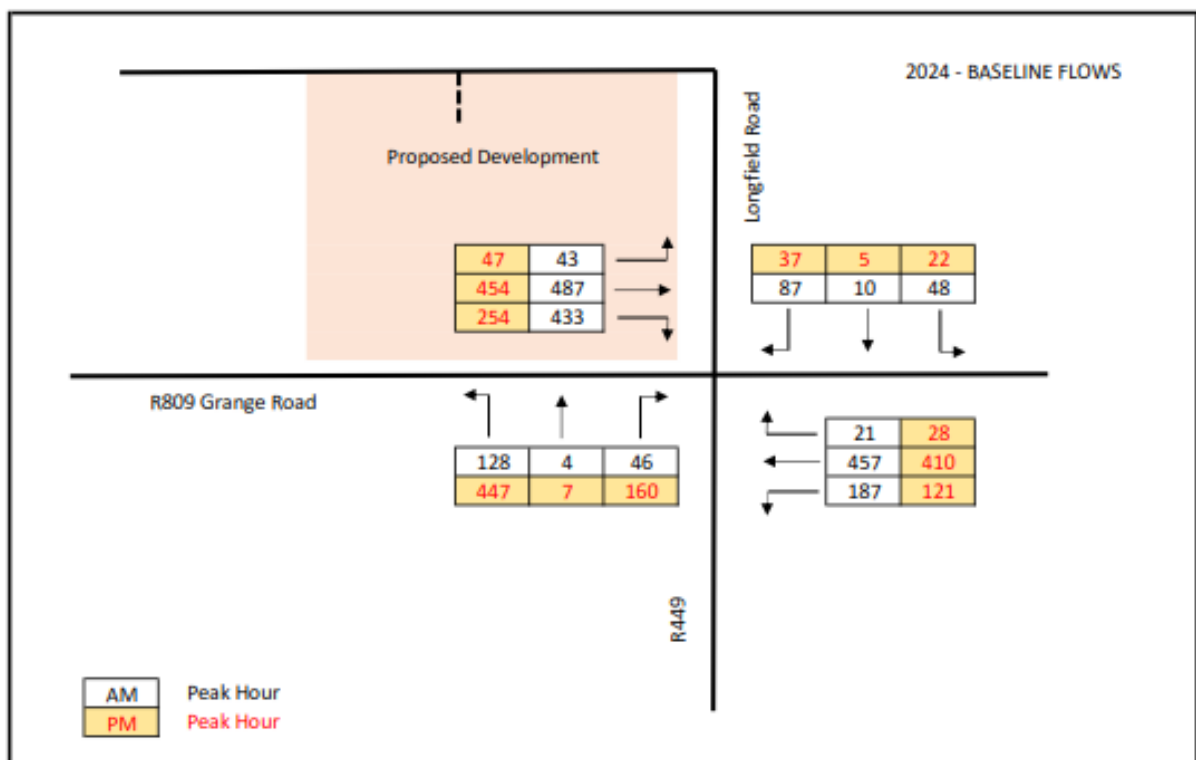 2024 - BASELINE FLOWS
Longfield Road
Proposed Development
47 43
454 487
254 433
37 5 22
87 10 48
R809 Grange Road
128 4 46
447 7 160
21 28
457 410
187 121
R449
AM Peak Hour
PM Peak Hour